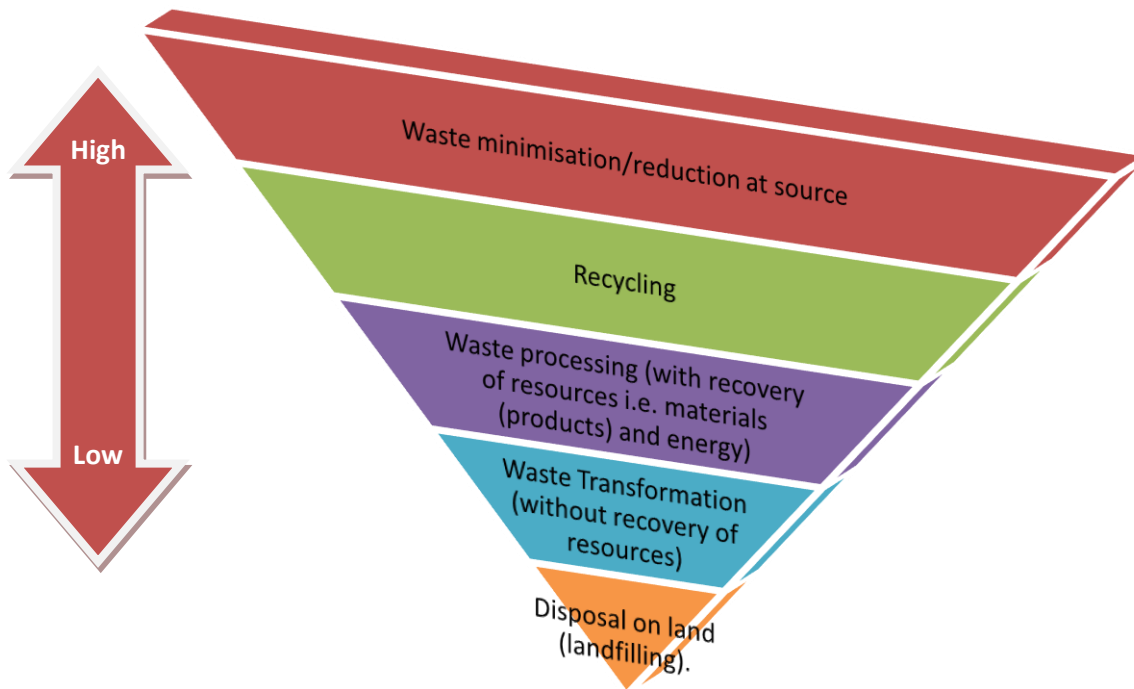 High
Low
Waste minimisation/reduction at source
Recycling
Waste processing (with recovery
of resources i.e. materials
(products) and energy)
Waste Transformation
(without recovery of
resources)
Disposal on land
(landfilling).